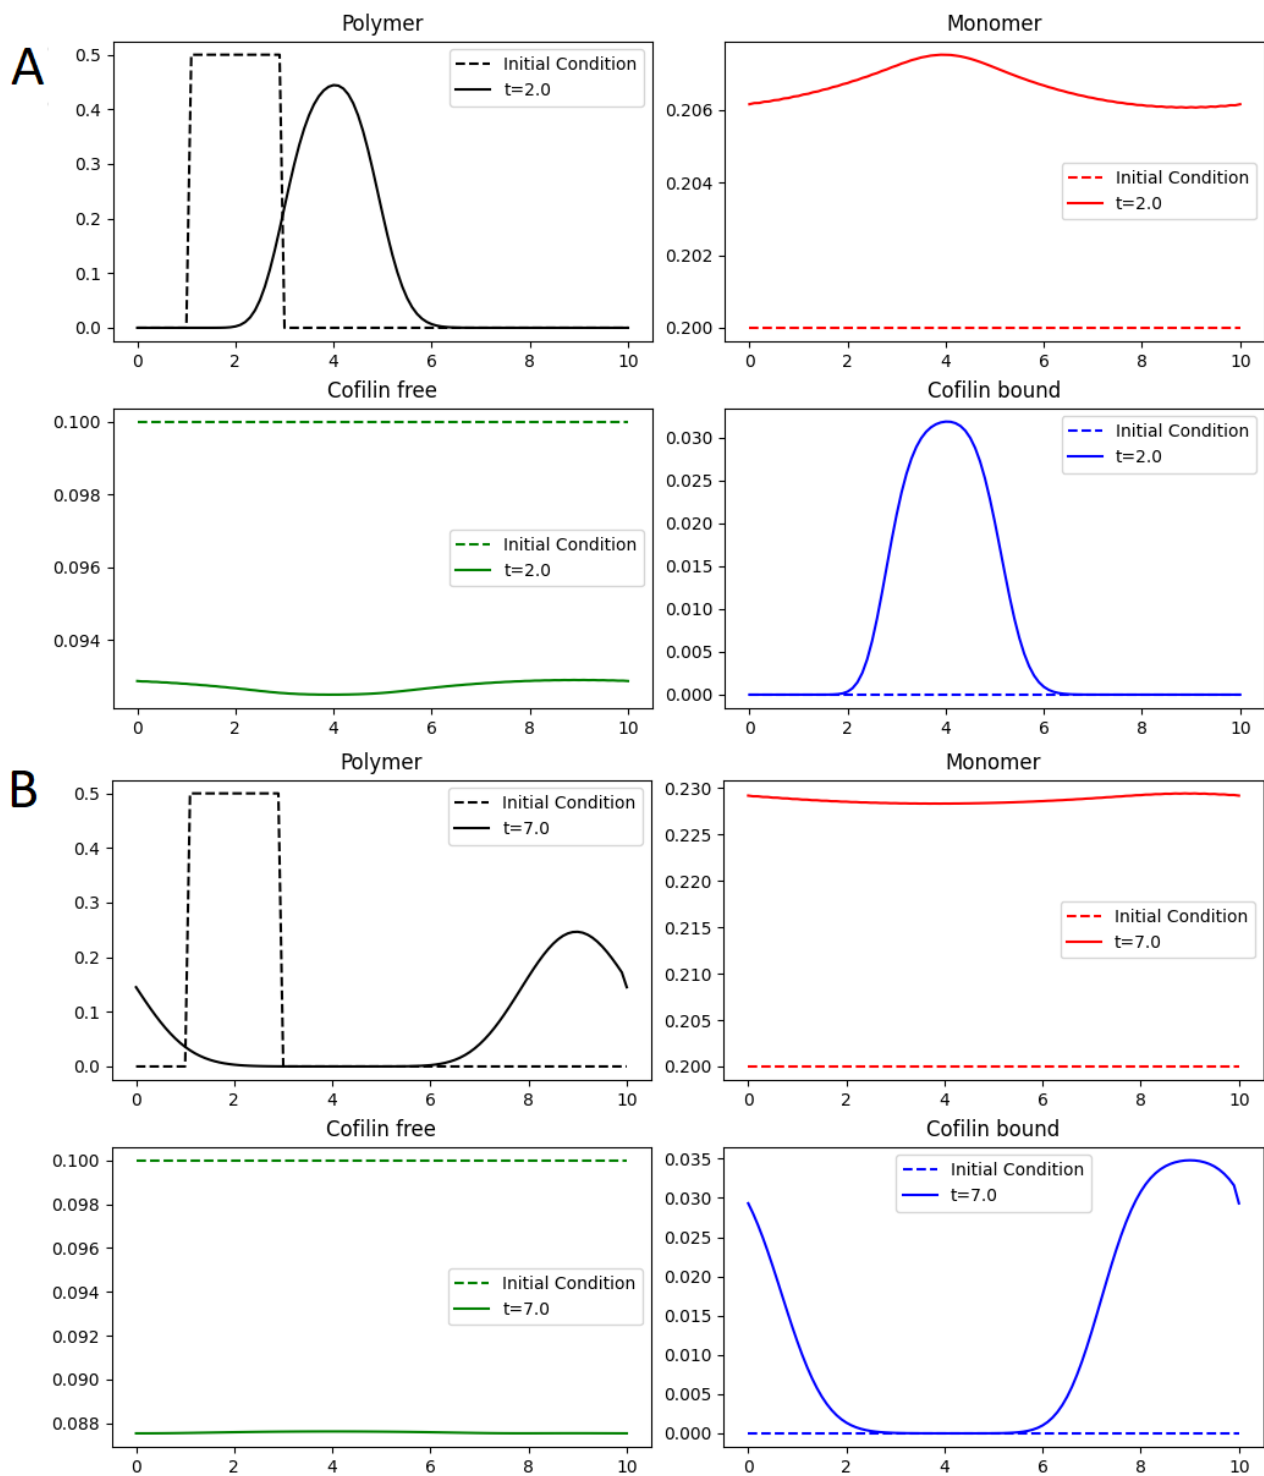 A
Polymer
0.5
0.4
0.3
0.2
0.1
0.0
0 2 4 6 8 10
Initial Condition
t=2.0
Monomer
0.206
0.204
0.202
0.200
0 2 4 6 8 10
Initial Condition
t=2.0
Cofilin free
0.100
0.098
0.096
0.094
0 2 4 6 8 10
Initial Condition
t=2.0
Cofilin bound
0.030
0.025
0.020
0.015
0.010
0.005
0.000
0 2 4 6 8 10
Initial Condition
t=2.0
B
Polymer
0.5
0.4
0.3
0.2
0.1
0.0
0 2 4 6 8 10
Initial Condition
t=7.0
Monomer
0.230
0.225
0.220
0.215
0.210
0.205
0.200
0 2 4 6 8 10
Initial Condition
t=7.0
Cofilin free
0.100
0.098
0.096
0.094
0.092
0.090
0.088
0 2 4 6 8 10
Initial Condition
t=7.0
Cofilin bound
0.035
0.030
0.025
0.020
0.015
0.010
0.005
0.000
0 2 4 6 8 10
Initial Condition
t=7.0